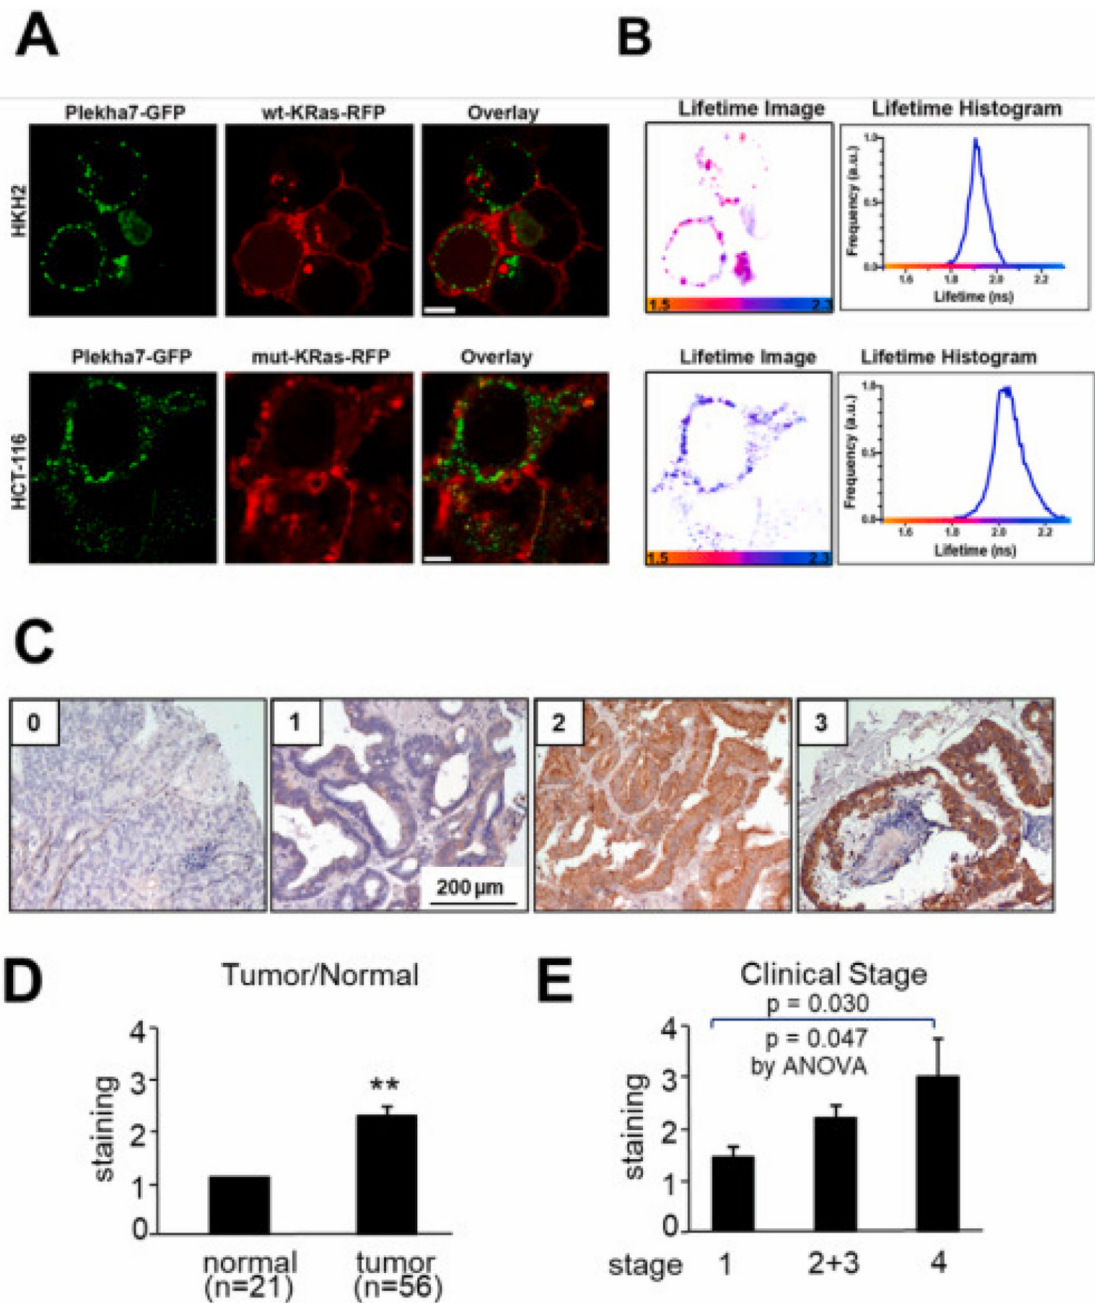 A
B
Plekha7-GFP wt-KRas-RFP Overlay
HKH2
Lifetime Image Lifetime Histogram
1.5 2.3
Frequency (a.u.)
1.0
0.5
0.0
1.6 1.8 2.0 2.2
Lifetime (ns)
Plekha7-GFP mut-KRas-RFP Overlay
HCT-116
Lifetime Image Lifetime Histogram
1.5 2.3
Frequency (a.u.)
1.0
0.5
0.0
1.6 1.8 2.0 2.2
Lifetime (ns)
C
0 1 2 3
200 µm
D
Tumor/Normal
staining
4
3
2
1
0
**
normal tumor
(n=21) (n=56)
E
Clinical Stage
p = 0.030
p = 0.047
by ANOVA
staining
4
3
2
1
0
stage 1 2+3 4